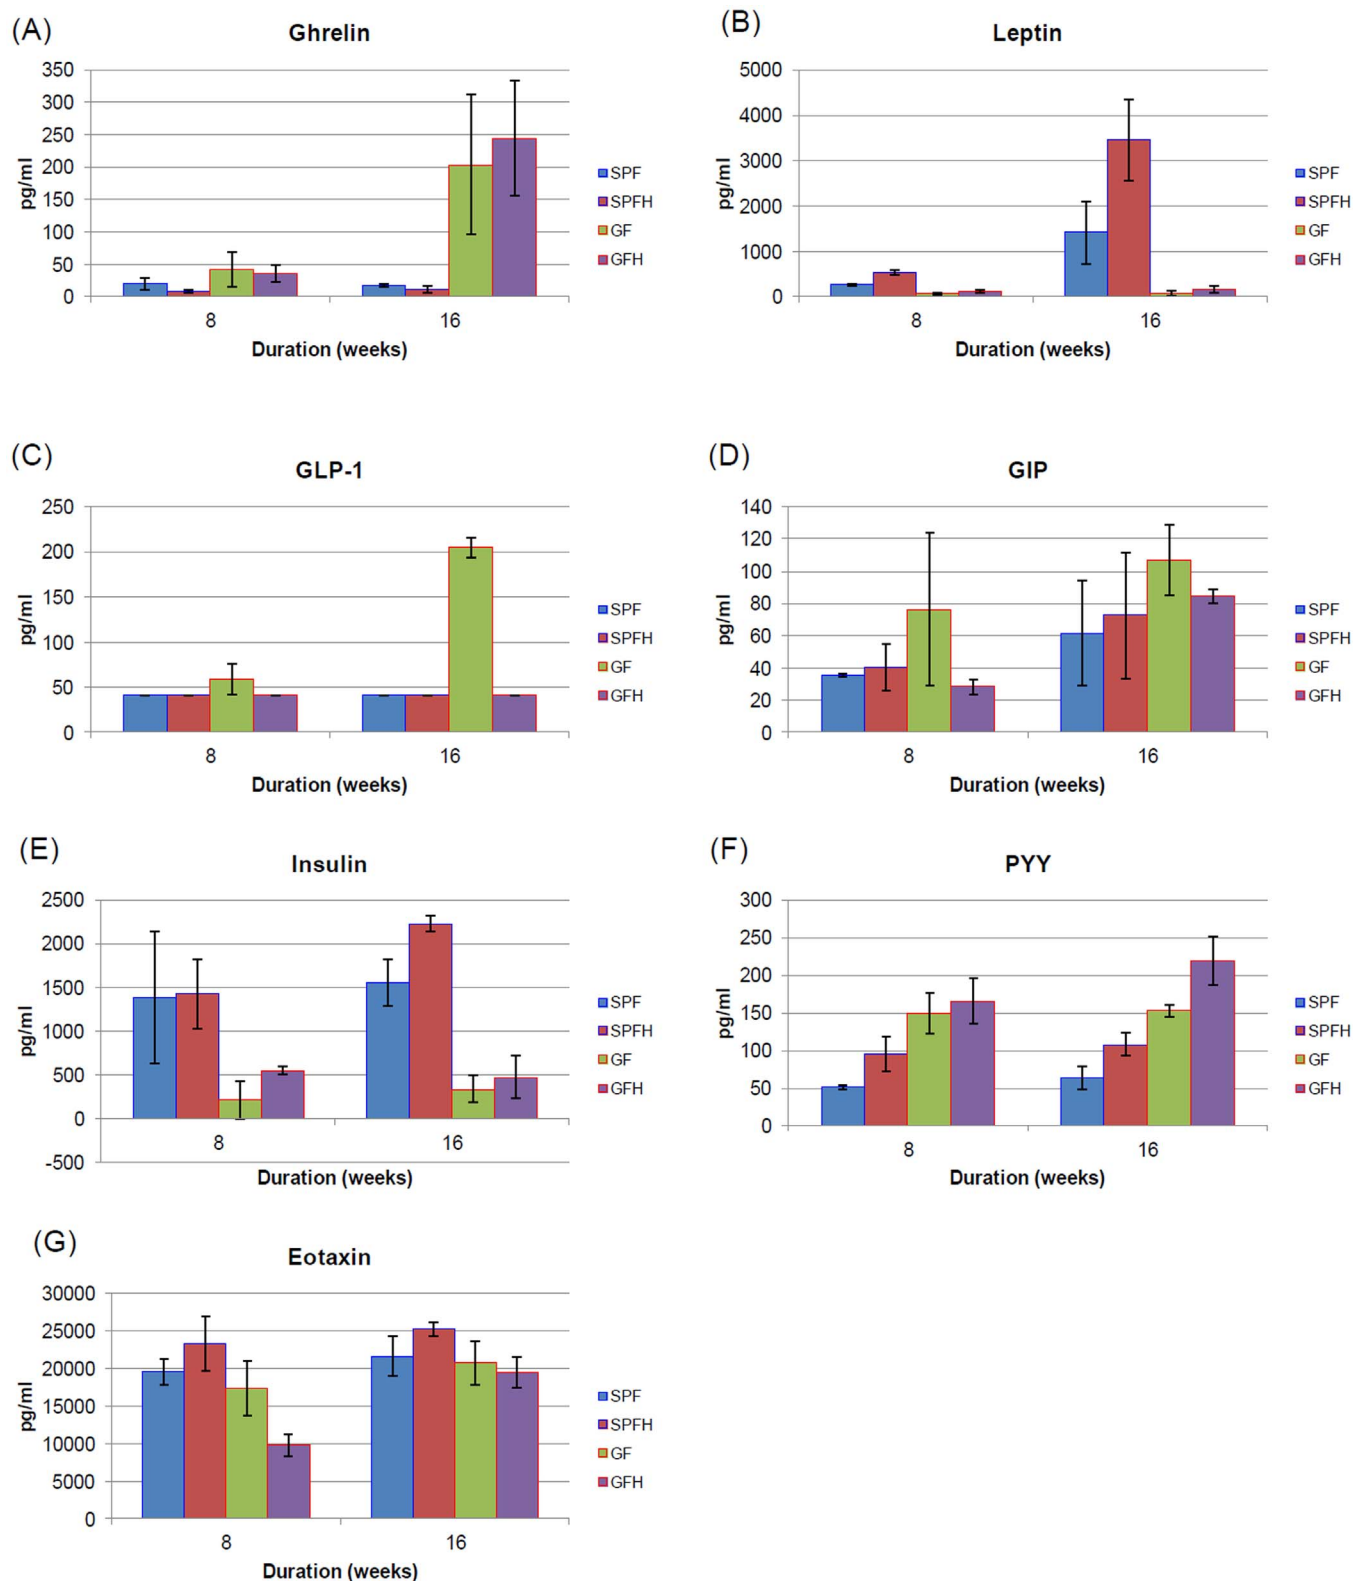 (A)
Ghrelin
350
300
250
200
150
100
50
0
pg/ml
8
16
Duration (weeks)
SPF
SPFH
GF
GFH
(B)
Leptin
5000
4000
3000
2000
1000
0
pg/ml
8
16
Duration (weeks)
SPF
SPFH
GF
GFH
(C)
GLP-1
250
200
150
100
50
0
pg/ml
8
16
Duration (weeks)
SPF
SPFH
GF
GFH
(D)
GIP
140
120
100
80
60
40
20
0
pg/ml
8
16
Duration (weeks)
SPF
SPFH
GF
GFH
(E)
Insulin
2500
2000
1500
1000
500
0
-500
pg/ml
8
16
Duration (weeks)
SPF
SPFH
GF
GFH
(F)
PYY
300
250
200
150
100
50
0
pg/ml
8
16
Duration (weeks)
SPF
SPFH
GF
GFH
(G)
Eotaxin
30000
25000
20000
15000
10000
5000
0
pg/ml
8
16
Duration (weeks)
SPF
SPFH
GF
GFH